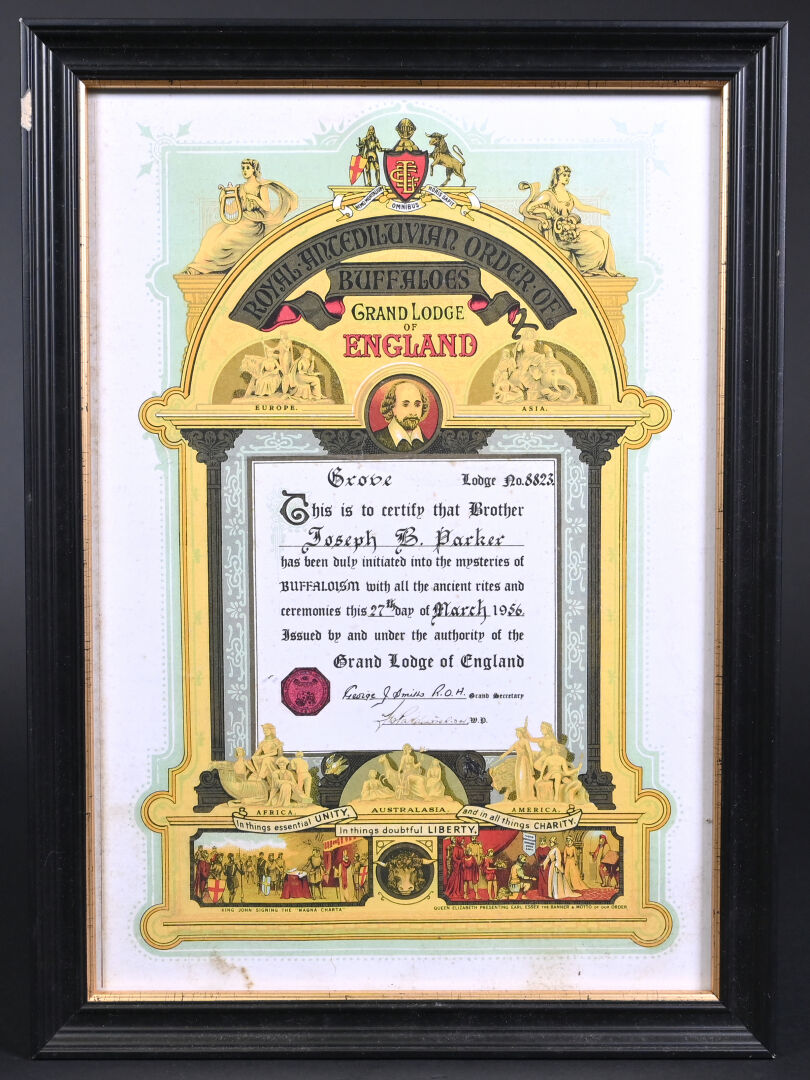 NEMO MORTALIUM
OMNIBUS
HORIS SAPIT
ROYAL·ANTEDILUVIAN ORDER·OF
BUFFALOES
GRAND LODGE
OF
ENGLAND
EUROPE.
ASIA.
Grove Lodge No. 8823.
This is to certify that Brother
Joseph B. Parker
has been duly initiated into the mysteries of
BUFFALOISM with all the ancient rites and
ceremonies this 27th day of March 1956.
Issued by and under the authority of the
Grand Lodge of England
George J Smith R.O.H. Grand Secretary
W.P.
AFRICA.
AUSTRALASIA.
AMERICA.
In things essential UNITY,
In things doubtful LIBERTY,
and in all things CHARITY.
KING JOHN SIGNING THE "MAGNA CHARTA"
QUEEN ELIZABETH PRESENTING EARL ESSEX THE BANNER & MOTTO OF OUR ORDER